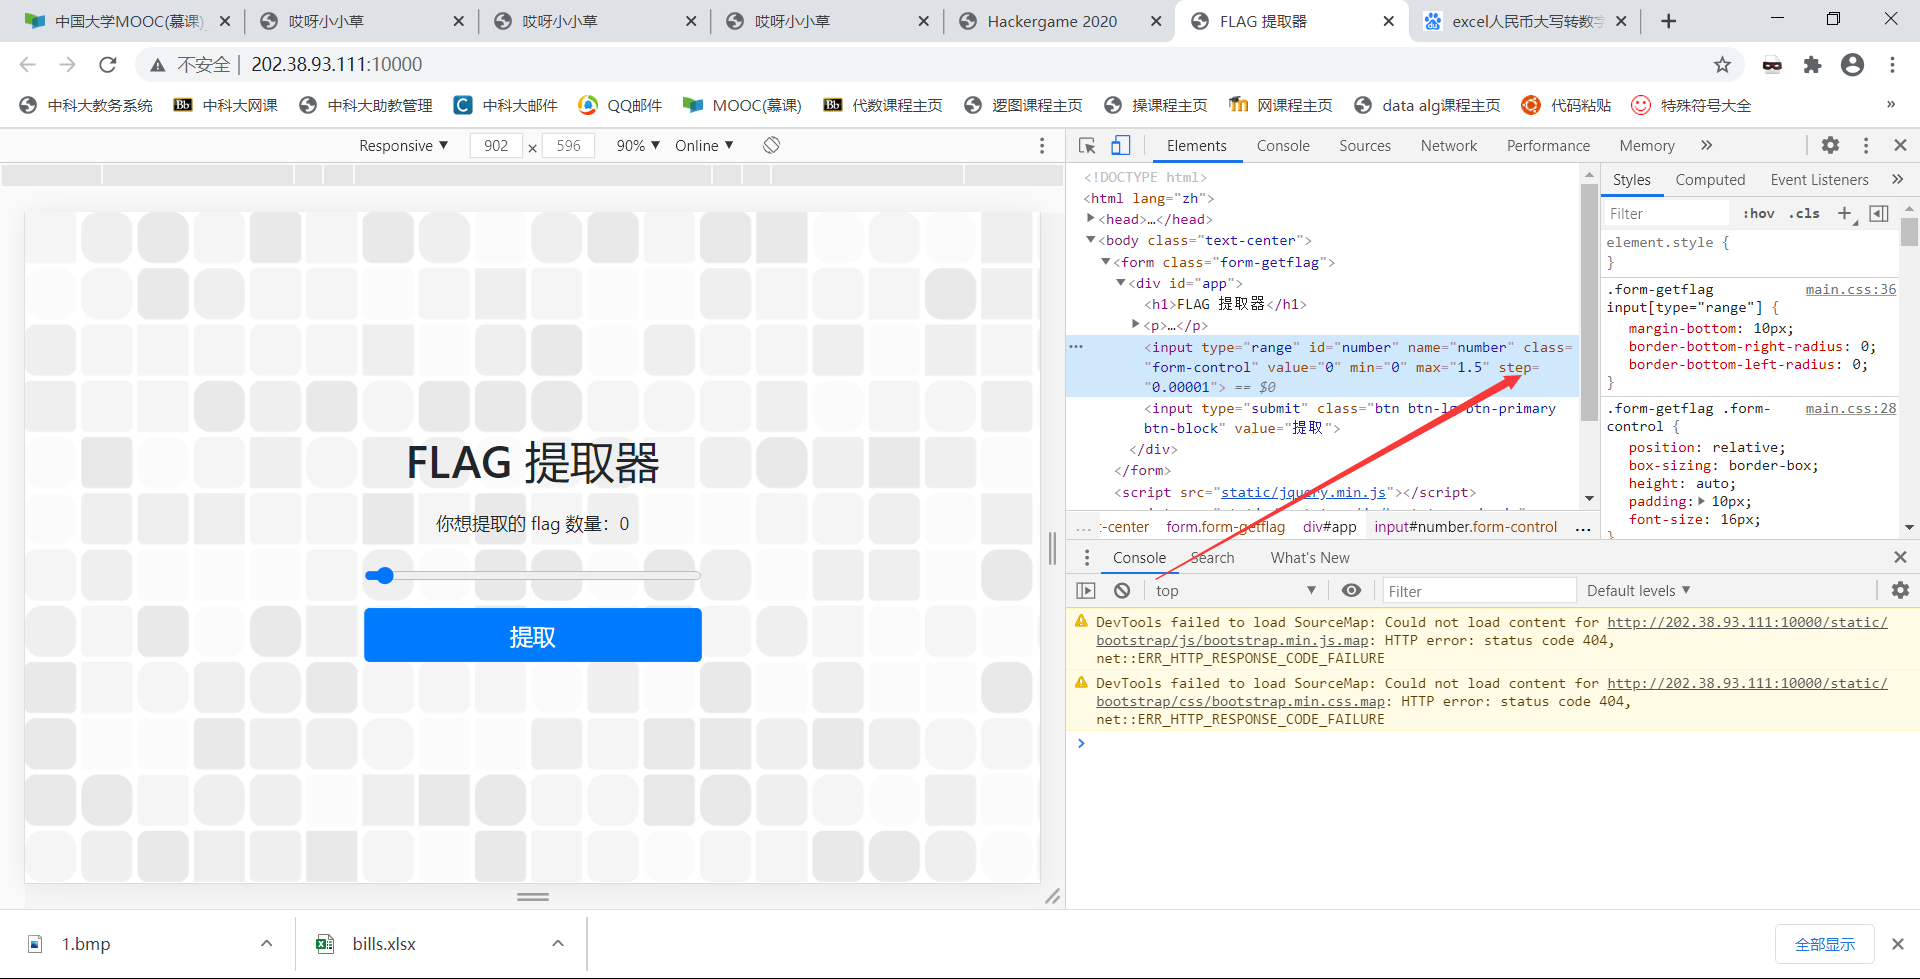 中国大学MOOC(慕课)
哎呀小小草
哎呀小小草
哎呀小小草
Hackergame 2020
FLAG 提取器
excel人民币大写转数字
不安全 | 202.38.93.111:10000
中科大教务系统
中科大网课
中科大助教管理
中科大邮件
QQ邮件
MOOC(慕课)
代数课程主页
逻图课程主页
操课程主页
网课程主页
data alg课程主页
代码粘贴
特殊符号大全
»
Responsive ▼ 902 × 596 90% ▼ Online ▼
Elements Console Sources Network Performance Memory »
<!DOCTYPE html>
<html lang="zh">
<head>…</head>
<body class="text-center">
<form class="form-getflag">
<div id="app">
<h1>FLAG 提取器</h1>
<p>…</p>
<input type="range" id="number" name="number" class=
"form-control" value="0" min="0" max="1.5" step=
"0.00001"> == $0
<input type="submit" class="btn btn-lg btn-primary
btn-block" value="提取">
</div>
</form>
<script src="static/jquery.min.js"></script>
… t-center form.form-getflag div#app input#number.form-control …
Styles Computed Event Listeners »
Filter :hov .cls +
element.style {
}
.form-getflag main.css:36
input[type="range"] {
margin-bottom: 10px;
border-bottom-right-radius: 0;
border-bottom-left-radius: 0;
}
.form-getflag .form- main.css:28
control {
position: relative;
box-sizing: border-box;
height: auto;
padding: 10px;
font-size: 16px;
}
FLAG 提取器
你想提取的 flag 数量：0
提取
Console Search What's New
top ▼ Filter Default levels ▼
DevTools failed to load SourceMap: Could not load content for http://202.38.93.111:10000/static/
bootstrap/js/bootstrap.min.js.map: HTTP error: status code 404,
net::ERR_HTTP_RESPONSE_CODE_FAILURE
DevTools failed to load SourceMap: Could not load content for http://202.38.93.111:10000/static/
bootstrap/css/bootstrap.min.css.map: HTTP error: status code 404,
net::ERR_HTTP_RESPONSE_CODE_FAILURE
1.bmp
bills.xlsx
全部显示